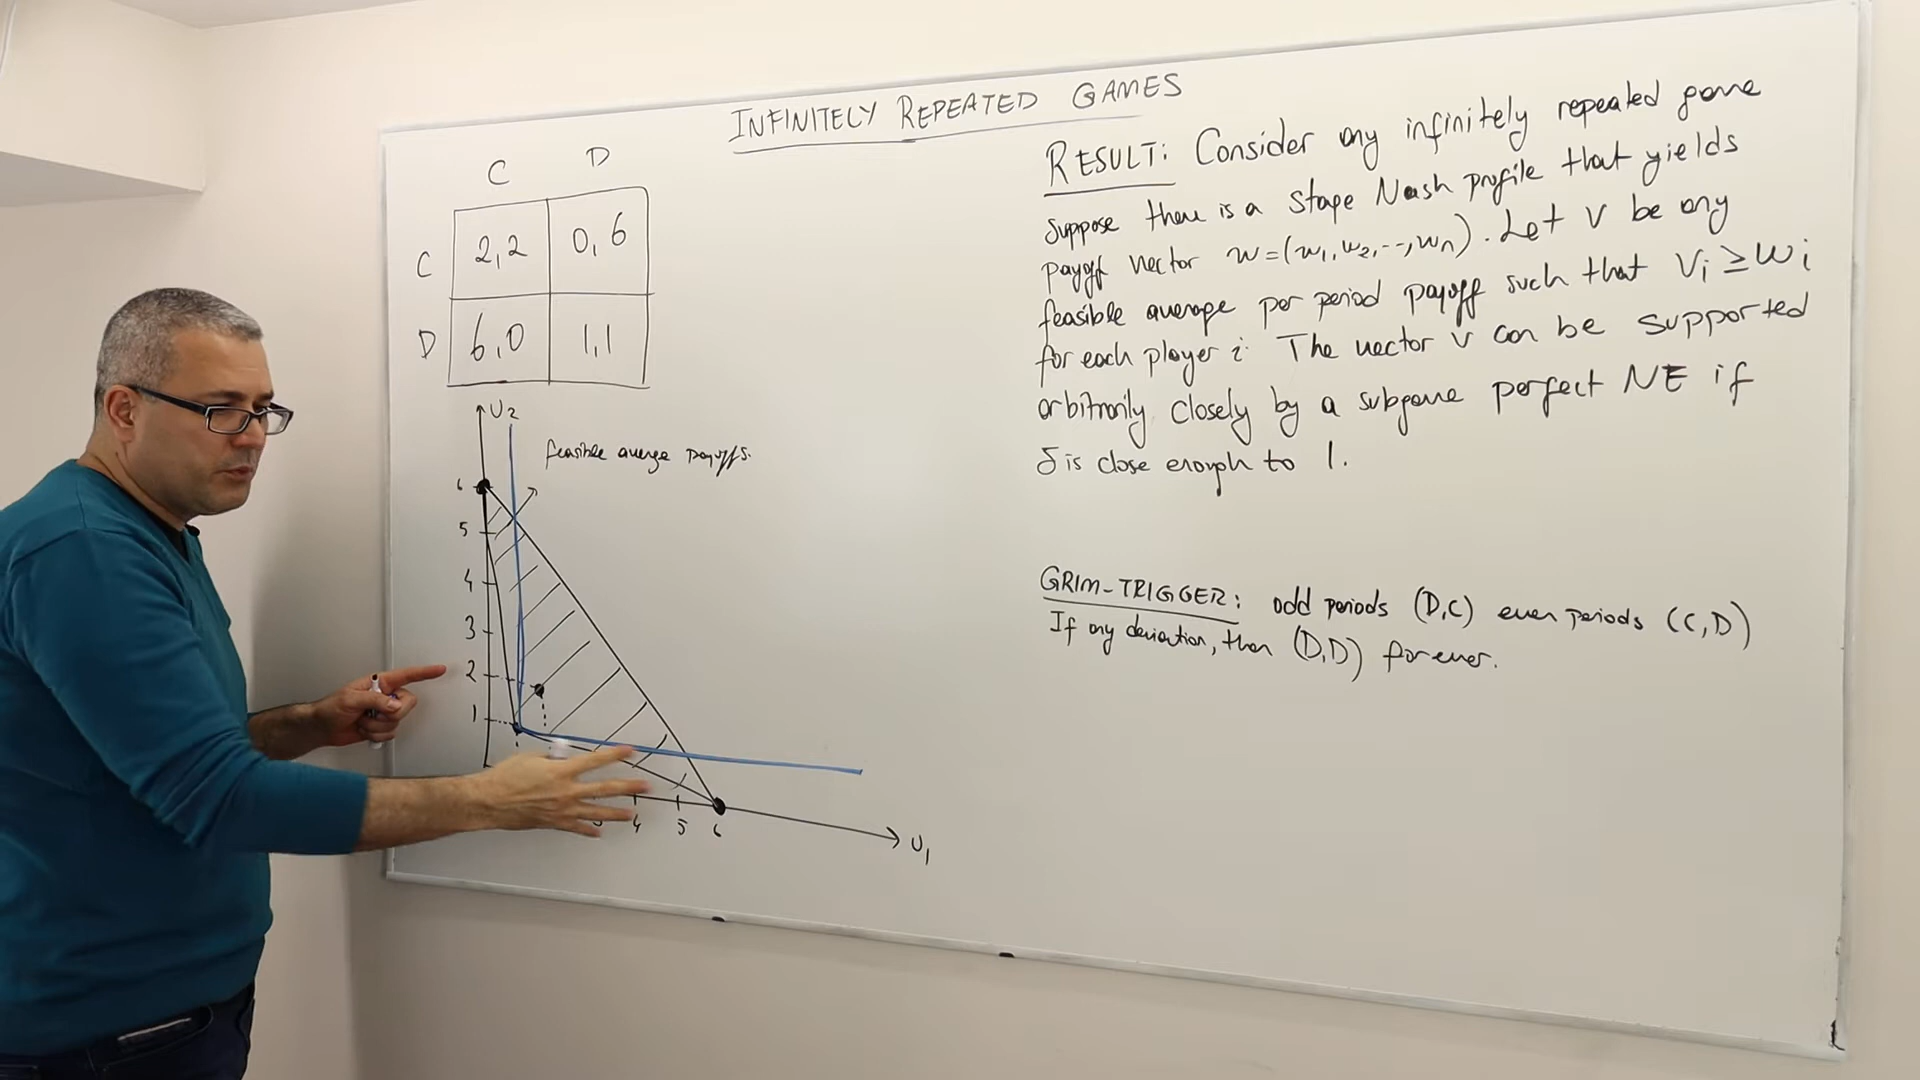 INFINITELY REPEATED GAMES
C D
C 2,2 0,6
D 6,0 1,1
U2
feasible average payoffs.
6
5
4
3
2
1
3 4 5 6
U1
RESULT: Consider any infinitely repeated game
suppose there is a stage Nash profile that yields
payoff vector w=(w1,w2,--,wn). Let v be any
feasible average per period payoff such that Vi≥wi
for each player i. The vector v can be supported
arbitrarily closely by a subgame perfect NE if
δ is close enough to 1.
GRIM-TRIGGER: odd periods (D,C) even periods (C,D)
If any deviation, then (D,D) forever.